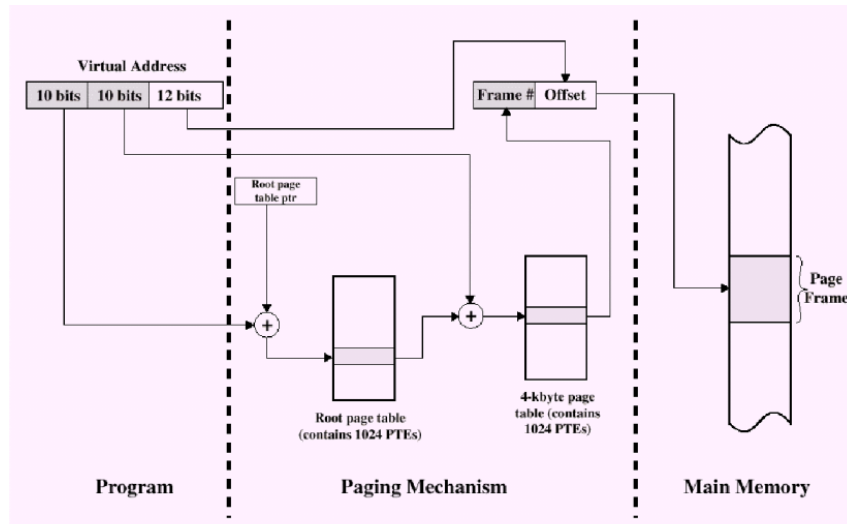 Virtual Address
10 bits 10 bits 12 bits
Frame # Offset
Root page
table ptr
+
+
Page
Frame
Root page table
(contains 1024 PTEs)
4-kbyte page
table (contains
1024 PTEs)
Program
Paging Mechanism
Main Memory